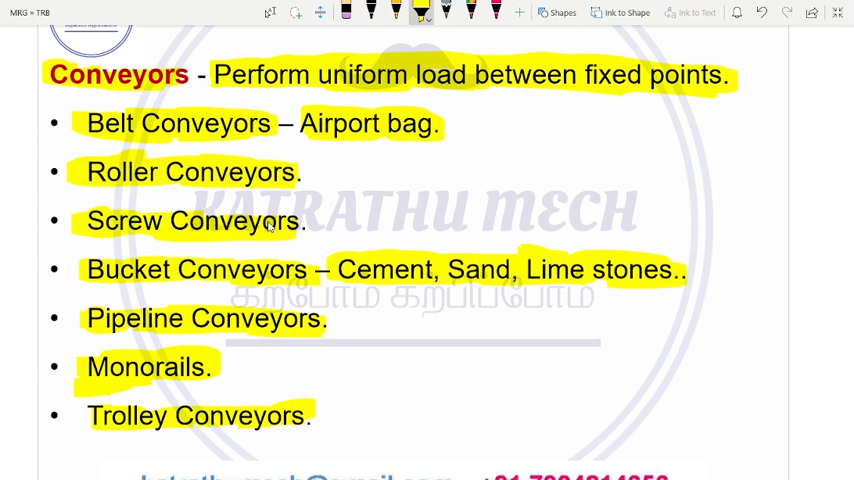 MRG » TRB
Shapes
Ink to Shape
Ink to Text
Conveyors - Perform uniform load between fixed points.
• Belt Conveyors – Airport bag.
• Roller Conveyors.
KATRATHU MECH
• Screw Conveyors.
• Bucket Conveyors – Cement, Sand, Lime stones..
கற்போம் கற்பிப்போம்
• Pipeline Conveyors.
• Monorails.
• Trolley Conveyors.